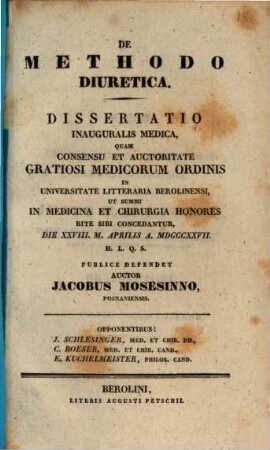 DE
METHODO
DIURETICA.
DISSERTATIO
INAUGURALIS MEDICA,
QUAM
CONSENSU ET AUCTORITATE
GRATIOSI MEDICORUM ORDINIS
IN
UNIVERSITATE LITTERARIA BEROLINENSI,
UT SUMMI
IN MEDICINA ET CHIRURGIA HONORES
RITE SIBI CONCEDANTUR,
DIE XXVIII. M. APRILIS A. MDCCCXXVII.
H. L. Q. S.
PUBLICE DEFENDET
AUCTOR
JACOBUS MOSESINNO,
POSNANIENSIS.
OPPONENTIBUS:
J. SCHLESINGER, MED. ET CHIR. DR.,
C. ROESER, MED. ET CHIR. CAND.,
E. KUCHELMEISTER, PHILOS. CAND.
BEROLINI,
LITERIS AUGUSTI PETSCHII.